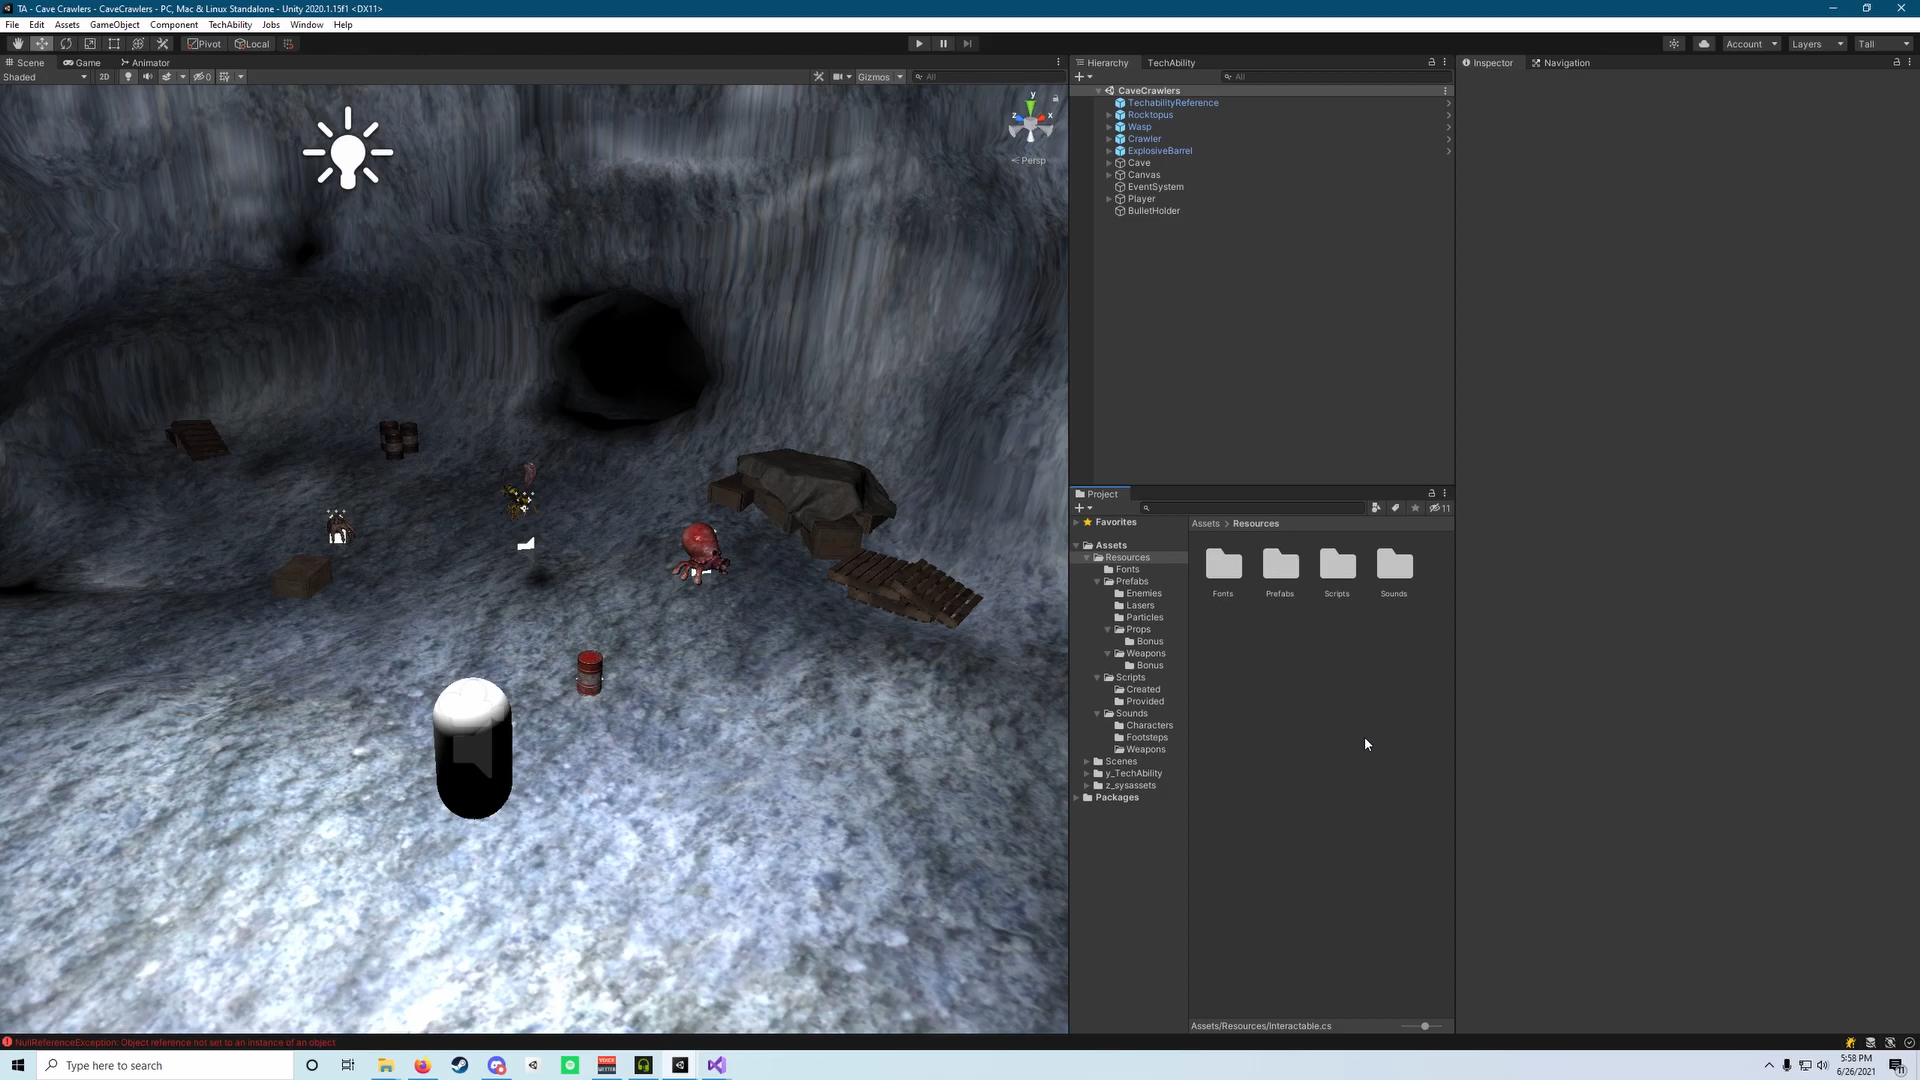 TA - Cave Crawlers - CaveCrawlers - PC, Mac & Linux Standalone - Unity 2020.1.15f1 <DX11>
File Edit Assets GameObject Component TechAbility Jobs Window Help
Pivot Local Account Layers Tall
Scene Game Animator
Shaded 2D 0 Gizmos All
y
z x
Persp
Hierarchy TechAbility
All
CaveCrawlers
TechabilityReference
Rocktopus
Wasp
Crawler
ExplosiveBarrel
Cave
Canvas
EventSystem
Player
BulletHolder
Inspector Navigation
Project
11
Favorites
Assets
Resources
Fonts
Prefabs
Enemies
Lasers
Particles
Props
Bonus
Weapons
Bonus
Scripts
Created
Provided
Sounds
Characters
Footsteps
Weapons
Scenes
y_TechAbility
z_sysassets
Packages
Assets > Resources
Fonts Prefabs Scripts Sounds
Assets/Resources/Interactable.cs
NullReferenceException: Object reference not set to an instance of an object
Type here to search
5:58 PM
6/26/2021